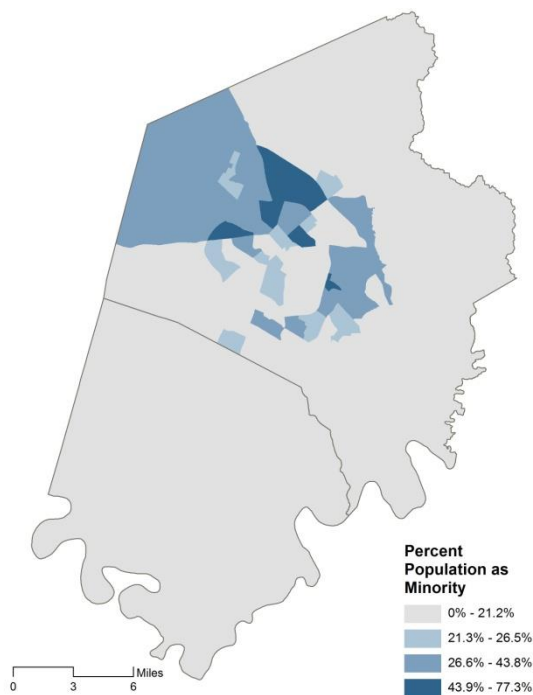 Percent
Population as
Minority
0% - 21.2%
21.3% - 26.5%
26.6% - 43.8%
43.9% - 77.3%
Miles
0 3 6